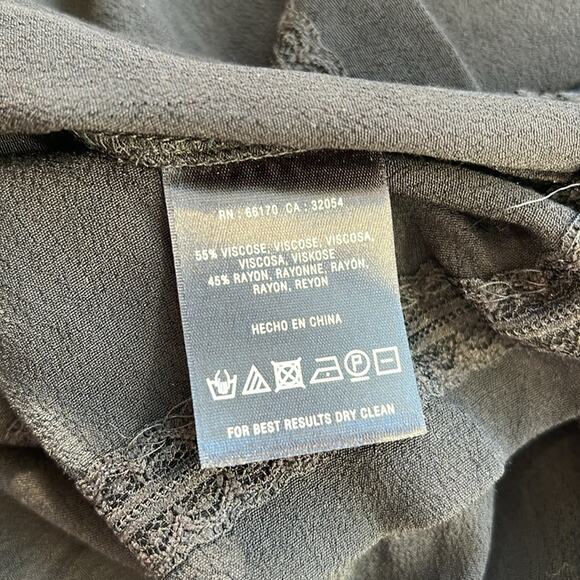 RN : 66170 CA : 32054
55% VISCOSE, VISCOSE, VISCOSA,
VISCOSA, VISKOSE
45% RAYON, RAYONNE, RAYÓN,
RAYON, REYON
HECHO EN CHINA
P
FOR BEST RESULTS DRY CLEAN